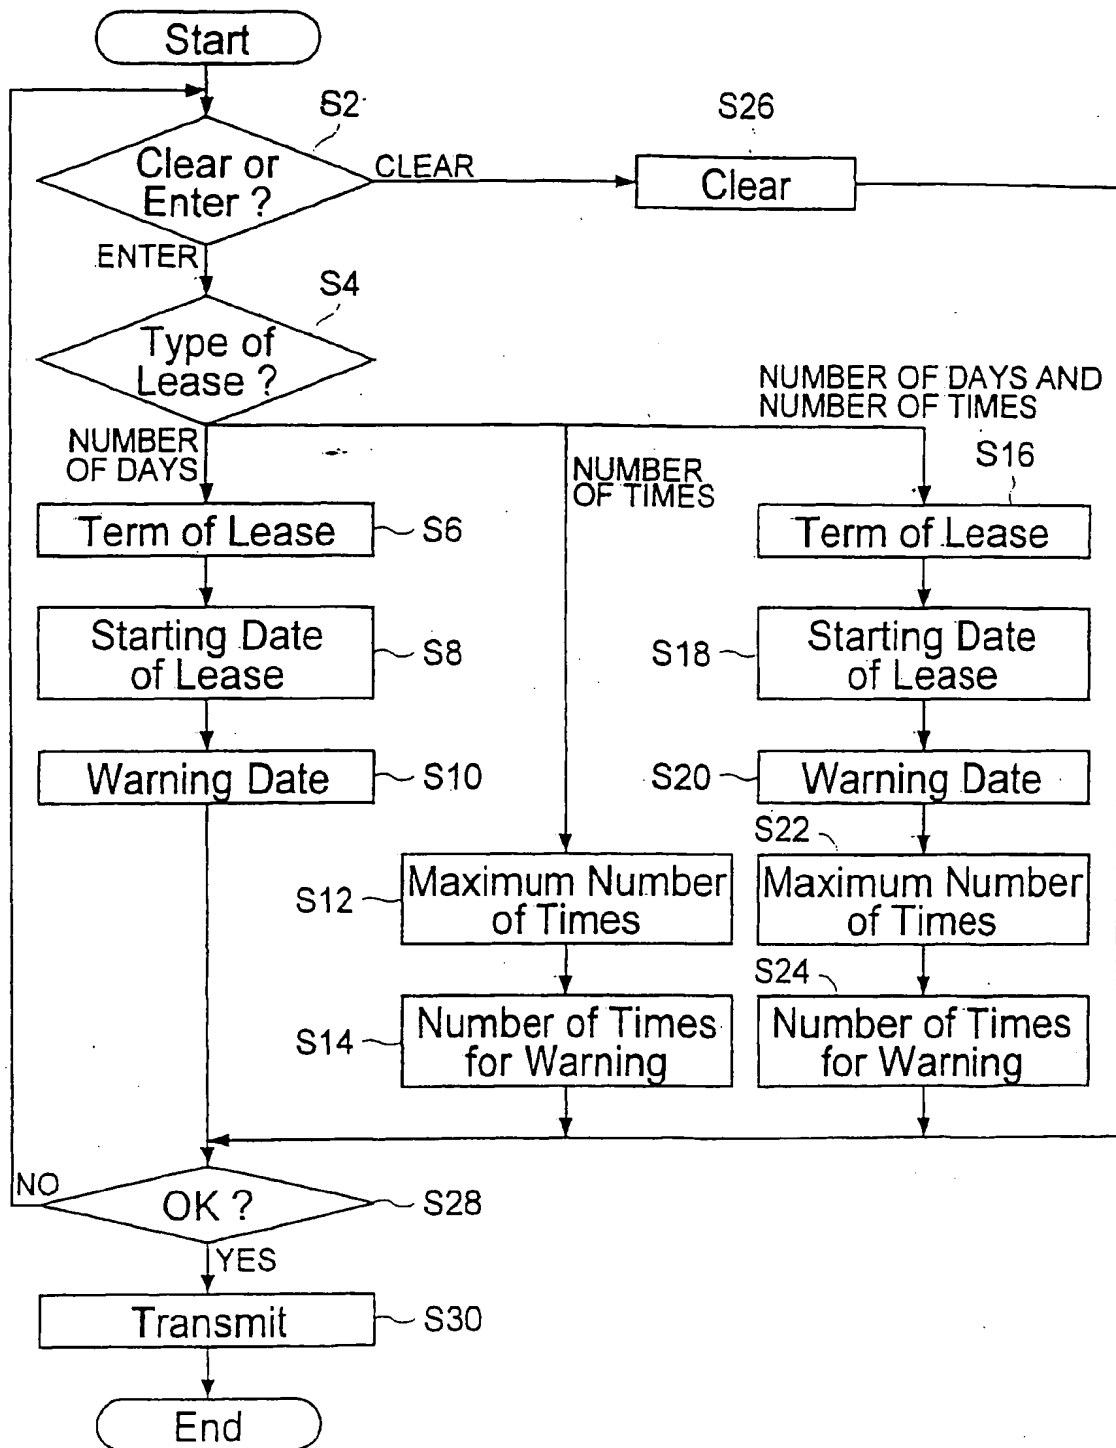 Start
S2
S26
Clear or
Enter ?
CLEAR
Clear
ENTER
S4
Type of
Lease ?
NUMBER OF DAYS AND
NUMBER OF TIMES
NUMBER
OF DAYS
NUMBER
OF TIMES
S16
Term of Lease
S6
Term of Lease
Starting Date
of Lease
S8
S18
Starting Date
of Lease
Warning Date
S10
S20
Warning Date
S22
S12
Maximum Number
of Times
Maximum Number
of Times
S24
S14
Number of Times
for Warning
Number of Times
for Warning
NO
OK ?
S28
YES
Transmit
S30
End